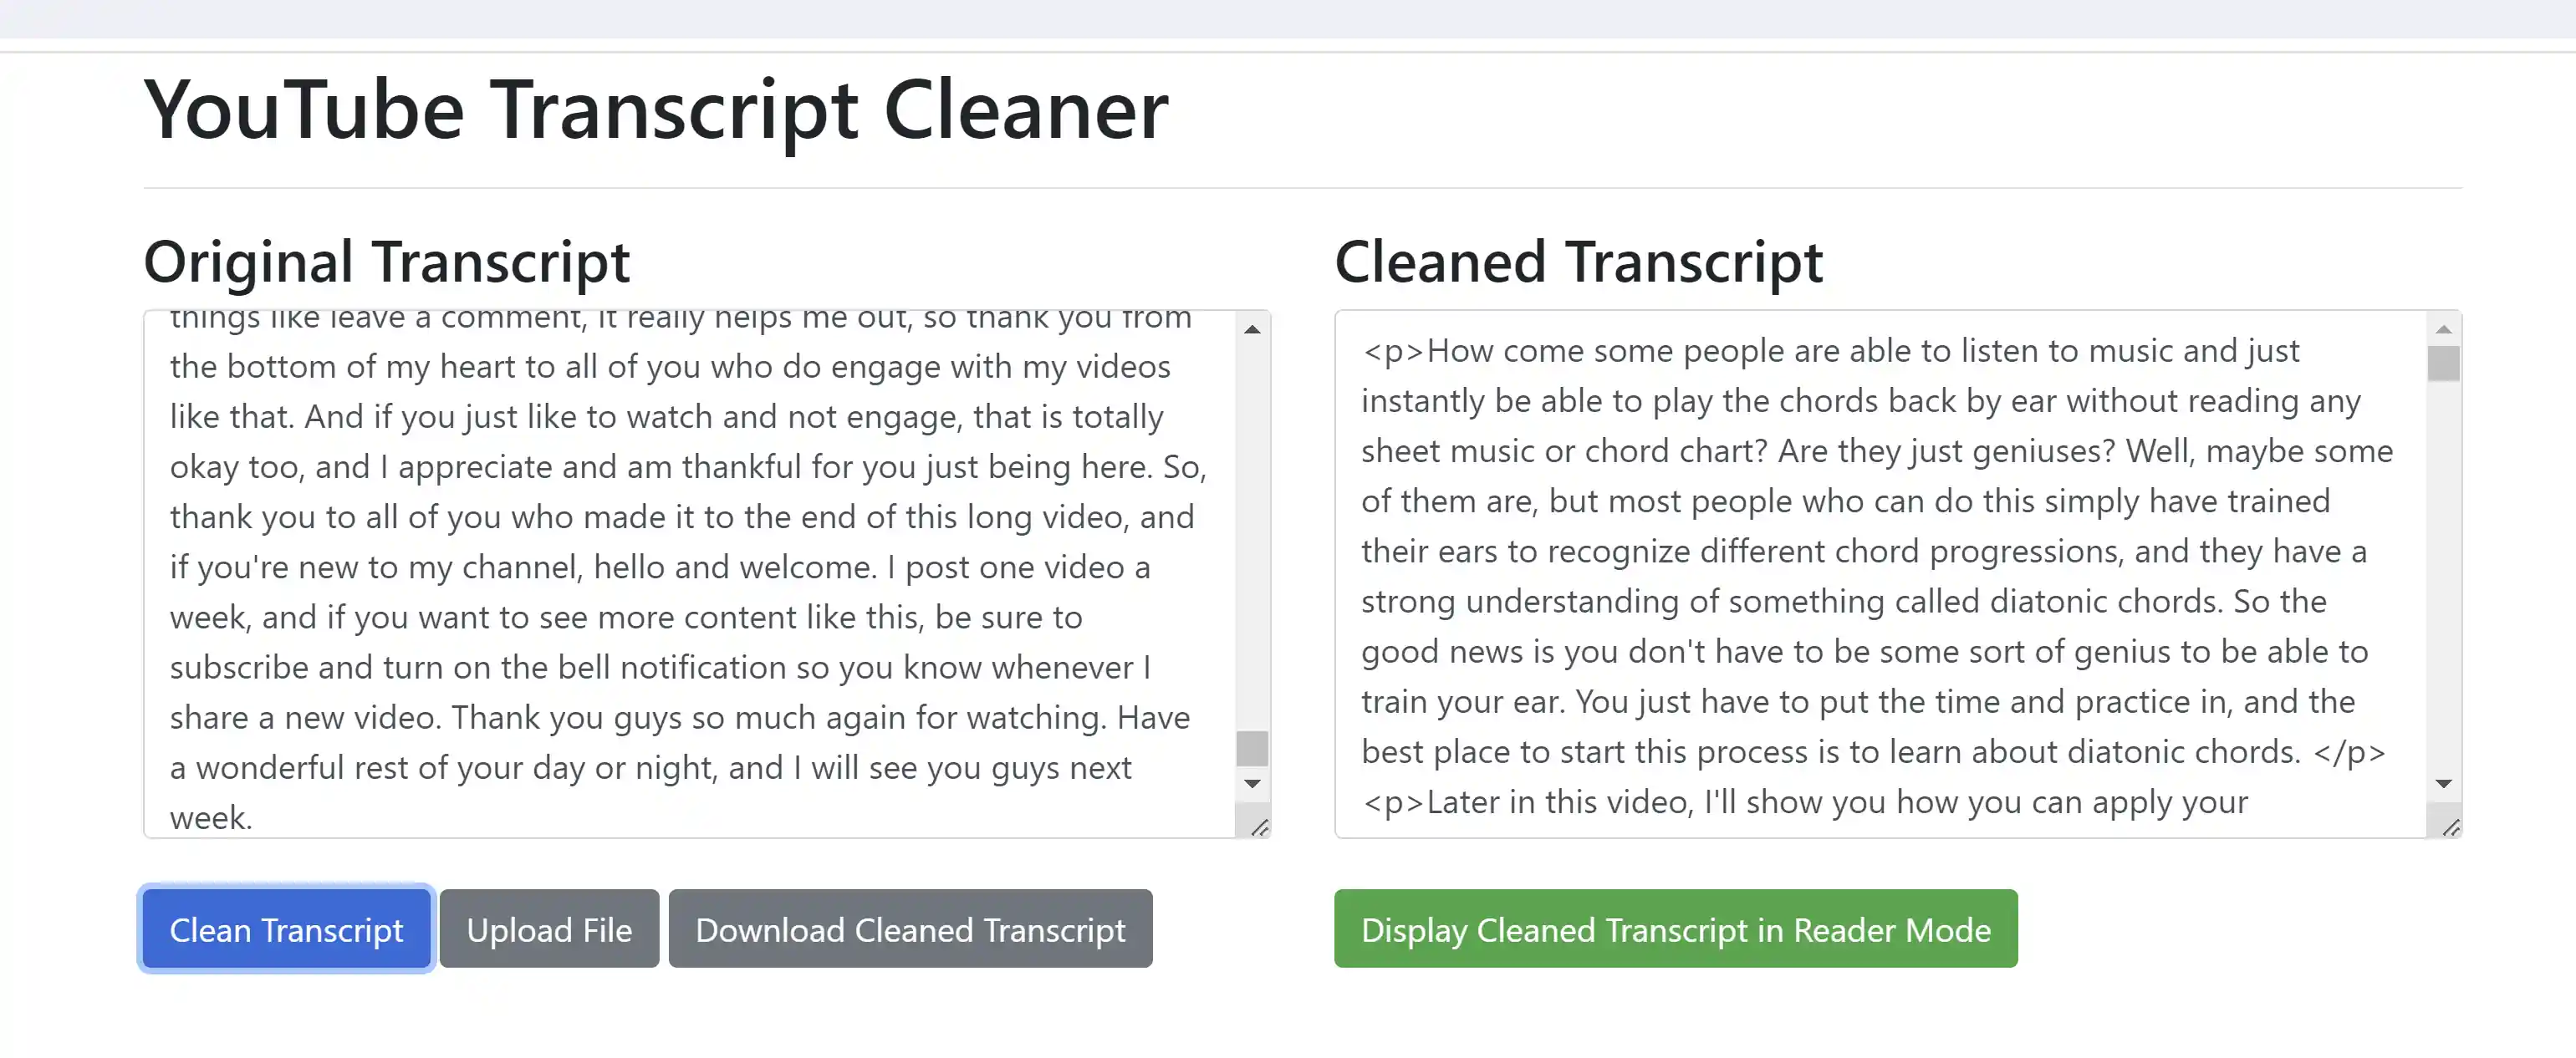 YouTube Transcript Cleaner
Original Transcript
things like leave a comment, it really helps me out, so thank you from
the bottom of my heart to all of you who do engage with my videos
like that. And if you just like to watch and not engage, that is totally
okay too, and I appreciate and am thankful for you just being here. So,
thank you to all of you who made it to the end of this long video, and
if you're new to my channel, hello and welcome. I post one video a
week, and if you want to see more content like this, be sure to
subscribe and turn on the bell notification so you know whenever I
share a new video. Thank you guys so much again for watching. Have
a wonderful rest of your day or night, and I will see you guys next
week.
Clean Transcript
Upload File
Download Cleaned Transcript
Cleaned Transcript
<p>How come some people are able to listen to music and just
instantly be able to play the chords back by ear without reading any
sheet music or chord chart? Are they just geniuses? Well, maybe some
of them are, but most people who can do this simply have trained
their ears to recognize different chord progressions, and they have a
strong understanding of something called diatonic chords. So the
good news is you don't have to be some sort of genius to be able to
train your ear. You just have to put the time and practice in, and the
best place to start this process is to learn about diatonic chords. </p>
<p>Later in this video, I'll show you how you can apply your
Display Cleaned Transcript in Reader Mode